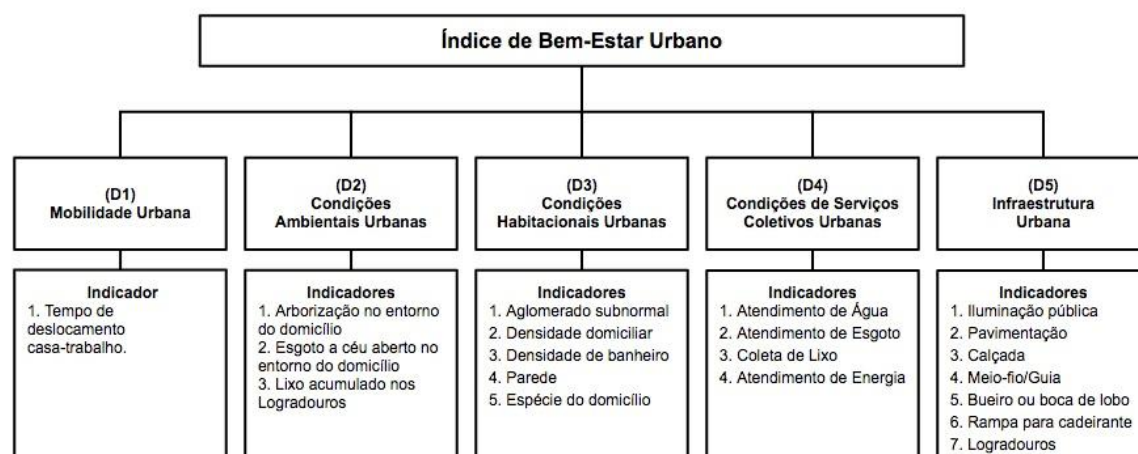 Índice de Bem-Estar Urbano
(D1)
Mobilidade Urbana
(D2)
Condições
Ambientais Urbanas
(D3)
Condições
Habitacionais Urbanas
(D4)
Condições de Serviços
Coletivos Urbanas
(D5)
Infraestrutura
Urbana
Indicador
1. Tempo de
deslocamento
casa-trabalho.
Indicadores
1. Arborização no entorno
do domicílio
2. Esgoto a céu aberto no
entorno do domicílio
3. Lixo acumulado nos
Logradouros
Indicadores
1. Aglomerado subnormal
2. Densidade domiciliar
3. Densidade de banheiro
4. Parede
5. Espécie do domicílio
Indicadores
1. Atendimento de Água
2. Atendimento de Esgoto
3. Coleta de Lixo
4. Atendimento de Energia
Indicadores
1. Iluminação pública
2. Pavimentação
3. Calçada
4. Meio-fio/Guia
5. Bueiro ou boca de lobo
6. Rampa para cadeirante
7. Logradouros